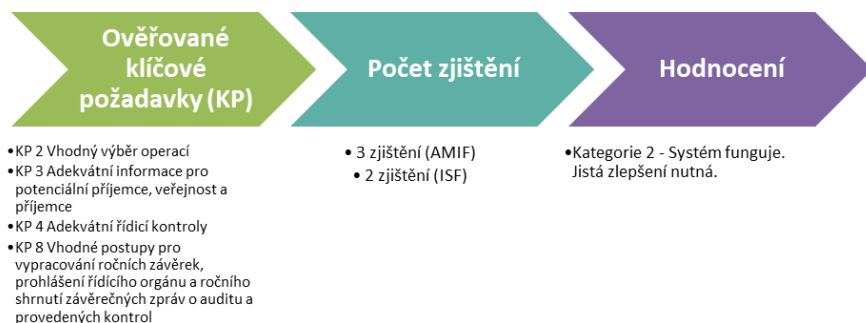 Ověřované
klíčové
požadavky (KP)
•KP 2 Vhodný výběr operací
•KP 3 Adekvátní informace pro
potenciální příjemce, veřejnost a
příjemce
•KP 4 Adekvátní řídicí kontroly
•KP 8 Vhodné postupy pro
vypracování ročních závěrek,
prohlášení řídícího orgánu a ročního
shrnutí závěrečných zpráv o auditu a
provedených kontrol
Počet zjištění
• 3 zjištění (AMIF)
• 2 zjištění (ISF)
Hodnocení
•Kategorie 2 - Systém funguje.
Jistá zlepšení nutná.